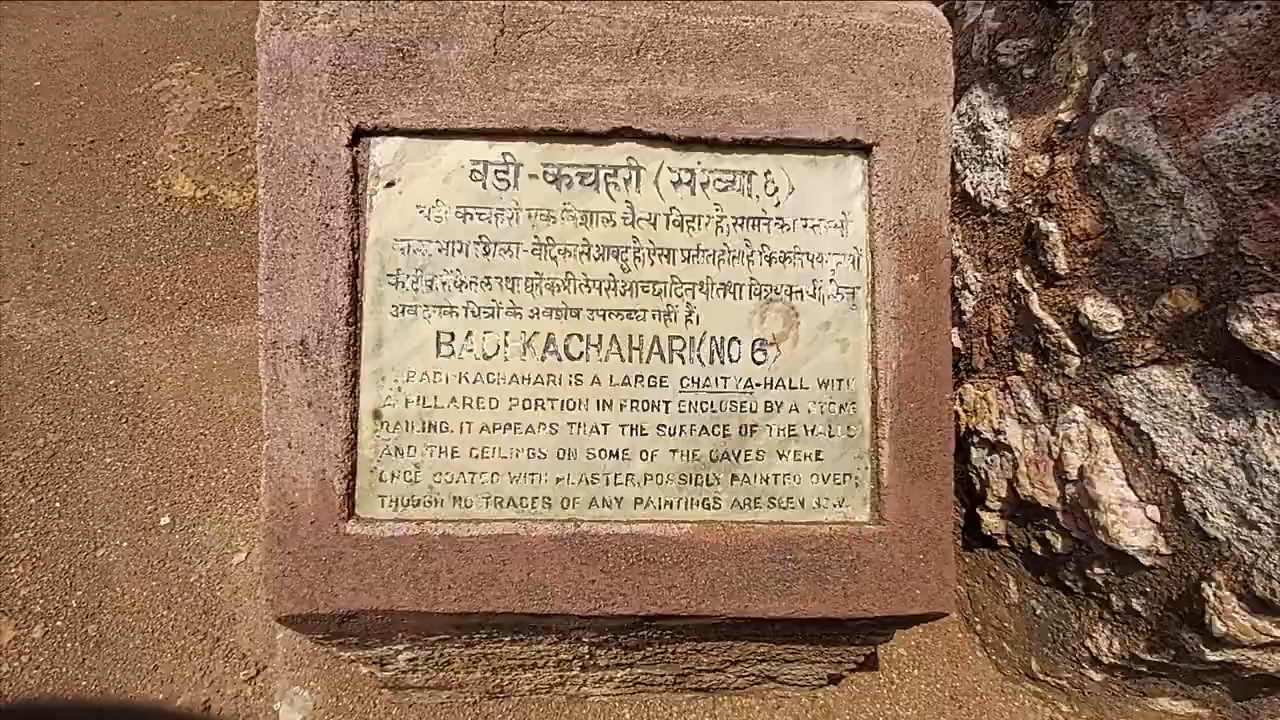 बडी-कचहरी (संख्या ६)
बडी कचहरी एक विशाल चैत्य विहार है, सामने का स्तम्भों
वाला भाग शिला-वेदिका से आबद्ध है, ऐसा प्रतीत होता है कि कतिपय गुफाओं
की दीवारें के तल तथा छतें कभी लेप से आच्छादित थी तथा चित्रयुक्त थीं, किन्तु
अब उनके चित्रों के अवशेष उपलब्ध नहीं है।
BADI-KACHAHARI(NO 6)
BADI-KACHAHARI IS A LARGE CHAITYA-HALL WITH
A PILLARED PORTION IN FRONT ENCLOSED BY A STONE
RAILING. IT APPEARS THAT THE SURFACE OF THE WALLS
AND THE CEILINGS ON SOME OF THE CAVES WERE
ONCE COATED WITH PLASTER, POSSIBLY PAINTED OVER;
THOUGH NO TRACES OF ANY PAINTINGS ARE SEEN NOW.